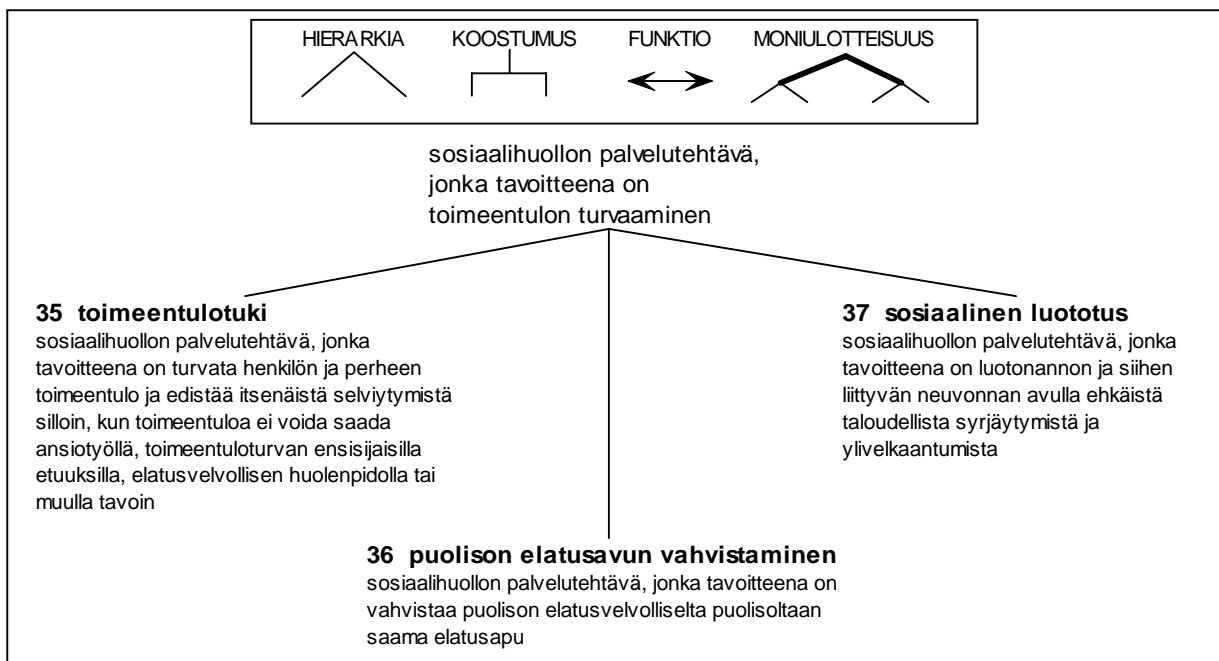 HIERARKIA KOOSTUMUS FUNKTIO MONIULOTTEISUUS
sosiaalihuollon palvelutehtävä,
jonka tavoitteena on
toimeentulon turvaaminen
35 toimeentulotuki
sosiaalihuollon palvelutehtävä, jonka
tavoitteena on turvata henkilön ja perheen
toimeentulo ja edistää itsenäistä selviytymistä
silloin, kun toimeentuloa ei voida saada
ansiotyöllä, toimeentuloturvan ensisijaisilla
etuuksilla, elatusvelvollisen huolenpidolla tai
muulla tavoin
37 sosiaalinen luototus
sosiaalihuollon palvelutehtävä, jonka
tavoitteena on luotonannon ja siihen
liittyvän neuvonnan avulla ehkäistä
taloudellista syrjäytymistä ja
ylivelkaantumista
36 puolison elatusavun vahvistaminen
sosiaalihuollon palvelutehtävä, jonka tavoitteena on
vahvistaa puolison elatusvelvolliselta puolisoltaan
saama elatusapu